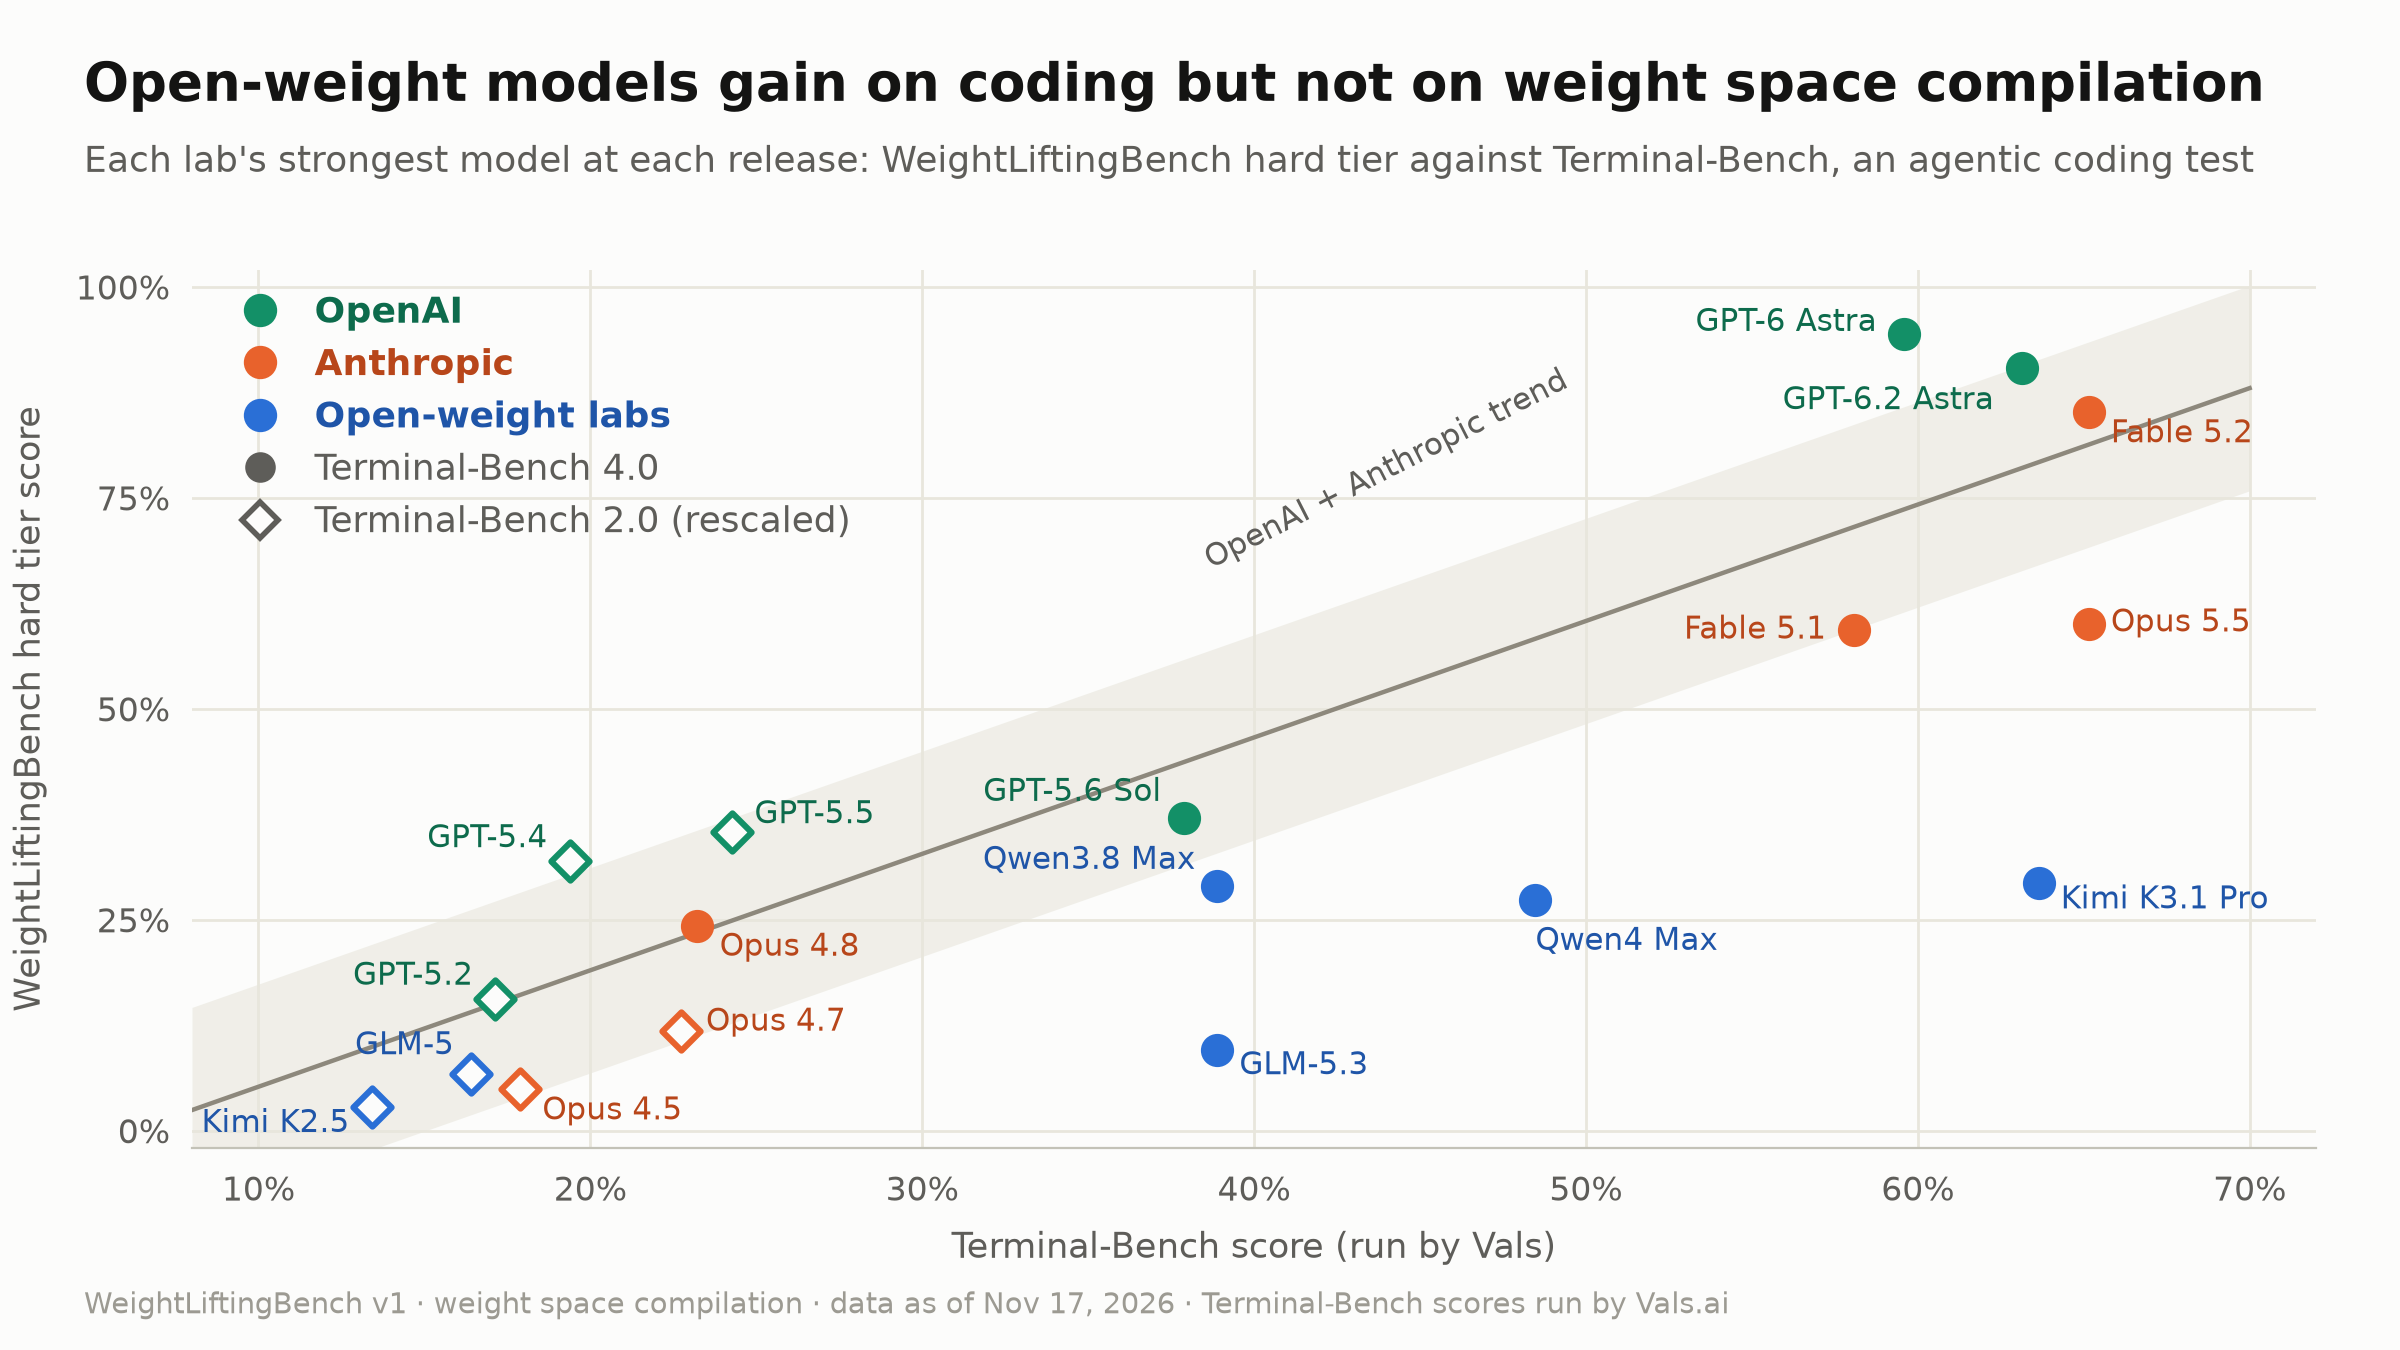 Open-weight models gain on coding but not on weight space compilation
Each lab's strongest model at each release: WeightLiftingBench hard tier against Terminal-Bench, an agentic coding test
WeightLiftingBench hard tier score
100%
75%
50%
25%
0%
OpenAI
Anthropic
Open-weight labs
Terminal-Bench 4.0
Terminal-Bench 2.0 (rescaled)
OpenAI + Anthropic trend
GPT-6 Astra
GPT-6.2 Astra
Fable 5.2
Fable 5.1
Opus 5.5
GPT-5.6 Sol
GPT-5.5
GPT-5.4
Qwen3.8 Max
Kimi K3.1 Pro
Qwen4 Max
Opus 4.8
GPT-5.2
Opus 4.7
GLM-5
GLM-5.3
Opus 4.5
Kimi K2.5
10%
20%
30%
40%
50%
60%
70%
Terminal-Bench score (run by Vals)
WeightLiftingBench v1 · weight space compilation · data as of Nov 17, 2026 · Terminal-Bench scores run by Vals.ai